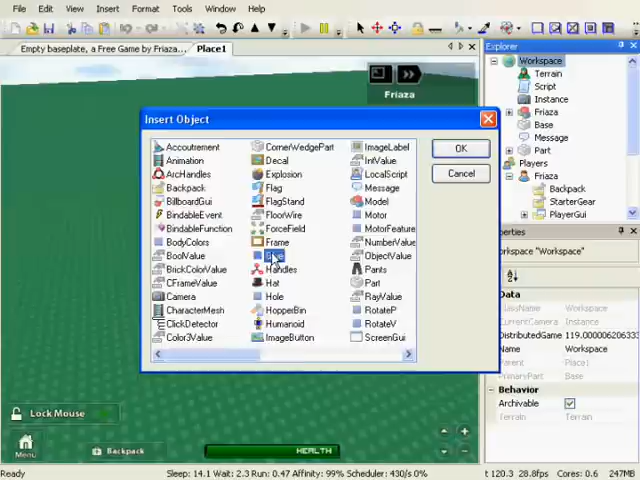 File Edit View Insert Format Tools Window Help
Empty baseplate, a Free Game by Friaza... Place1
Friaza
Insert Object
Accoutrement
Animation
ArcHandles
Backpack
BillboardGui
BindableEvent
BindableFunction
BodyColors
BoolValue
BrickColorValue
CFrameValue
Camera
CharacterMesh
ClickDetector
Color3Value
CornerWedgePart
Decal
Explosion
Flag
FlagStand
FloorWire
ForceField
Frame
Handles
Hat
Hole
HopperBin
Humanoid
ImageButton
ImageLabel
IntValue
LocalScript
Message
Model
Motor
MotorFeature
NumberValue
ObjectValue
Pants
Part
RayValue
RotateP
RotateV
ScreenGui
OK
Cancel
Explorer
Workspace
Terrain
Script
Instance
Friaza
Base
Message
Part
Players
Friaza
Backpack
StarterGear
PlayerGui
Properties
Workspace "Workspace"
Data
ClassName Workspace
CurrentCamera Instance
DistributedGame 119.000006206333
Name Workspace
PrimaryPart Base
Behavior
Archivable
Terrain Terrain
Lock Mouse
Menu
Backpack
HEALTH
Ready Sleep: 14.1 Wait: 2.3 Run: 0.47 Affinity: 99% Scheduler: 430/s 0% t 120.3 28.8fps Cores: 0.6 247MB